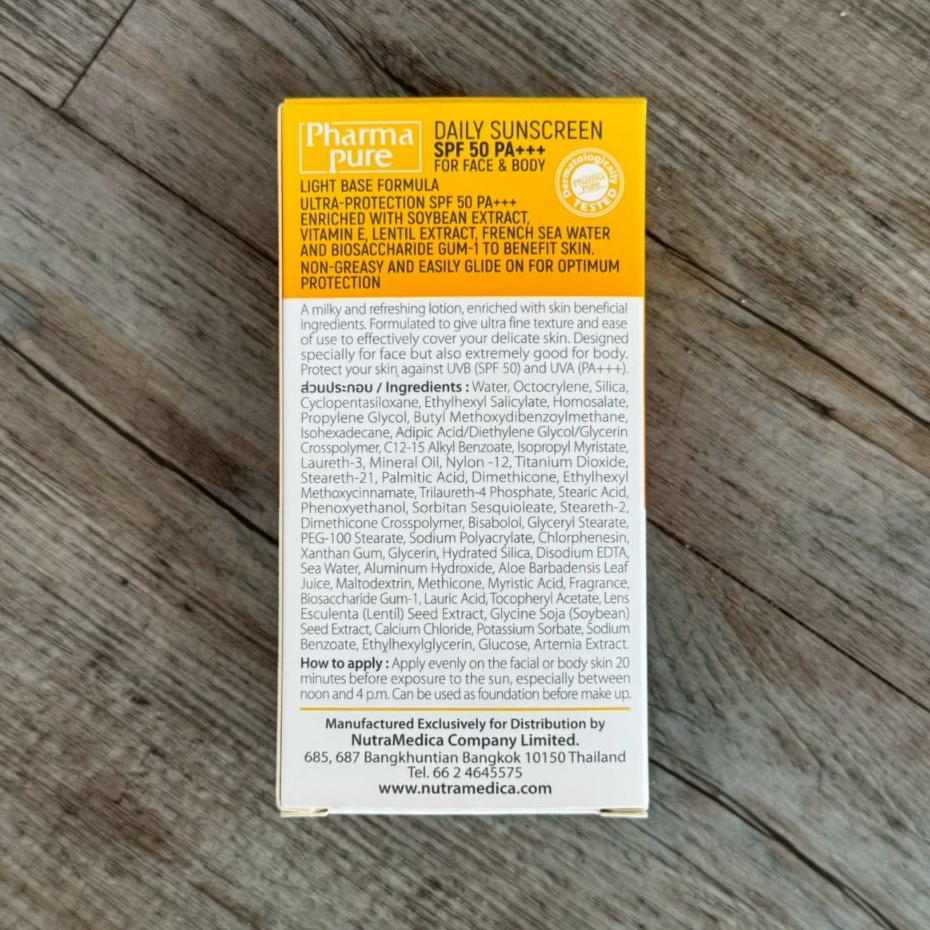 Pharma
pure
DAILY SUNSCREEN
SPF 50 PA+++
FOR FACE & BODY
Dermatologically
Pharma
pure
TESTED
LIGHT BASE FORMULA
ULTRA-PROTECTION SPF 50 PA+++
ENRICHED WITH SOYBEAN EXTRACT,
VITAMIN E, LENTIL EXTRACT, FRENCH SEA WATER
AND BIOSACCHARIDE GUM-1 TO BENEFIT SKIN.
NON-GREASY AND EASILY GLIDE ON FOR OPTIMUM
PROTECTION
A milky and refreshing lotion, enriched with skin beneficial
ingredients. Formulated to give ultra fine texture and ease
of use to effectively cover your delicate skin. Designed
specially for face but also extremely good for body.
Protect your skin against UVB (SPF 50) and UVA (PA+++).
ส่วนประกอบ / Ingredients : Water, Octocrylene, Silica,
Cyclopentasiloxane, Ethylhexyl Salicylate, Homosalate,
Propylene Glycol, Butyl Methoxydibenzoylmethane,
Isohexadecane, Adipic Acid/Diethylene Glycol/Glycerin
Crosspolymer, C12-15 Alkyl Benzoate, Isopropyl Myristate,
Laureth-3, Mineral Oil, Nylon -12, Titanium Dioxide,
Steareth-21, Palmitic Acid, Dimethicone, Ethylhexyl
Methoxycinnamate, Trilaureth-4 Phosphate, Stearic Acid,
Phenoxyethanol, Sorbitan Sesquioleate, Steareth-2,
Dimethicone Crosspolymer, Bisabolol, Glyceryl Stearate,
PEG-100 Stearate, Sodium Polyacrylate, Chlorphenesin,
Xanthan Gum, Glycerin, Hydrated Silica, Disodium EDTA,
Sea Water, Aluminum Hydroxide, Aloe Barbadensis Leaf
Juice, Maltodextrin, Methicone, Myristic Acid, Fragrance,
Biosaccharide Gum-1, Lauric Acid, Tocopheryl Acetate, Lens
Esculenta (Lentil) Seed Extract, Glycine Soja (Soybean)
Seed Extract, Calcium Chloride, Potassium Sorbate, Sodium
Benzoate, Ethylhexylglycerin, Glucose, Artemia Extract.
How to apply : Apply evenly on the facial or body skin 20
minutes before exposure to the sun, especially between
noon and 4 p.m. Can be used as foundation before make up.
Manufactured Exclusively for Distribution by
NutraMedica Company Limited.
685, 687 Bangkhuntian Bangkok 10150 Thailand
Tel. 66 2 4645575
www.nutramedica.com